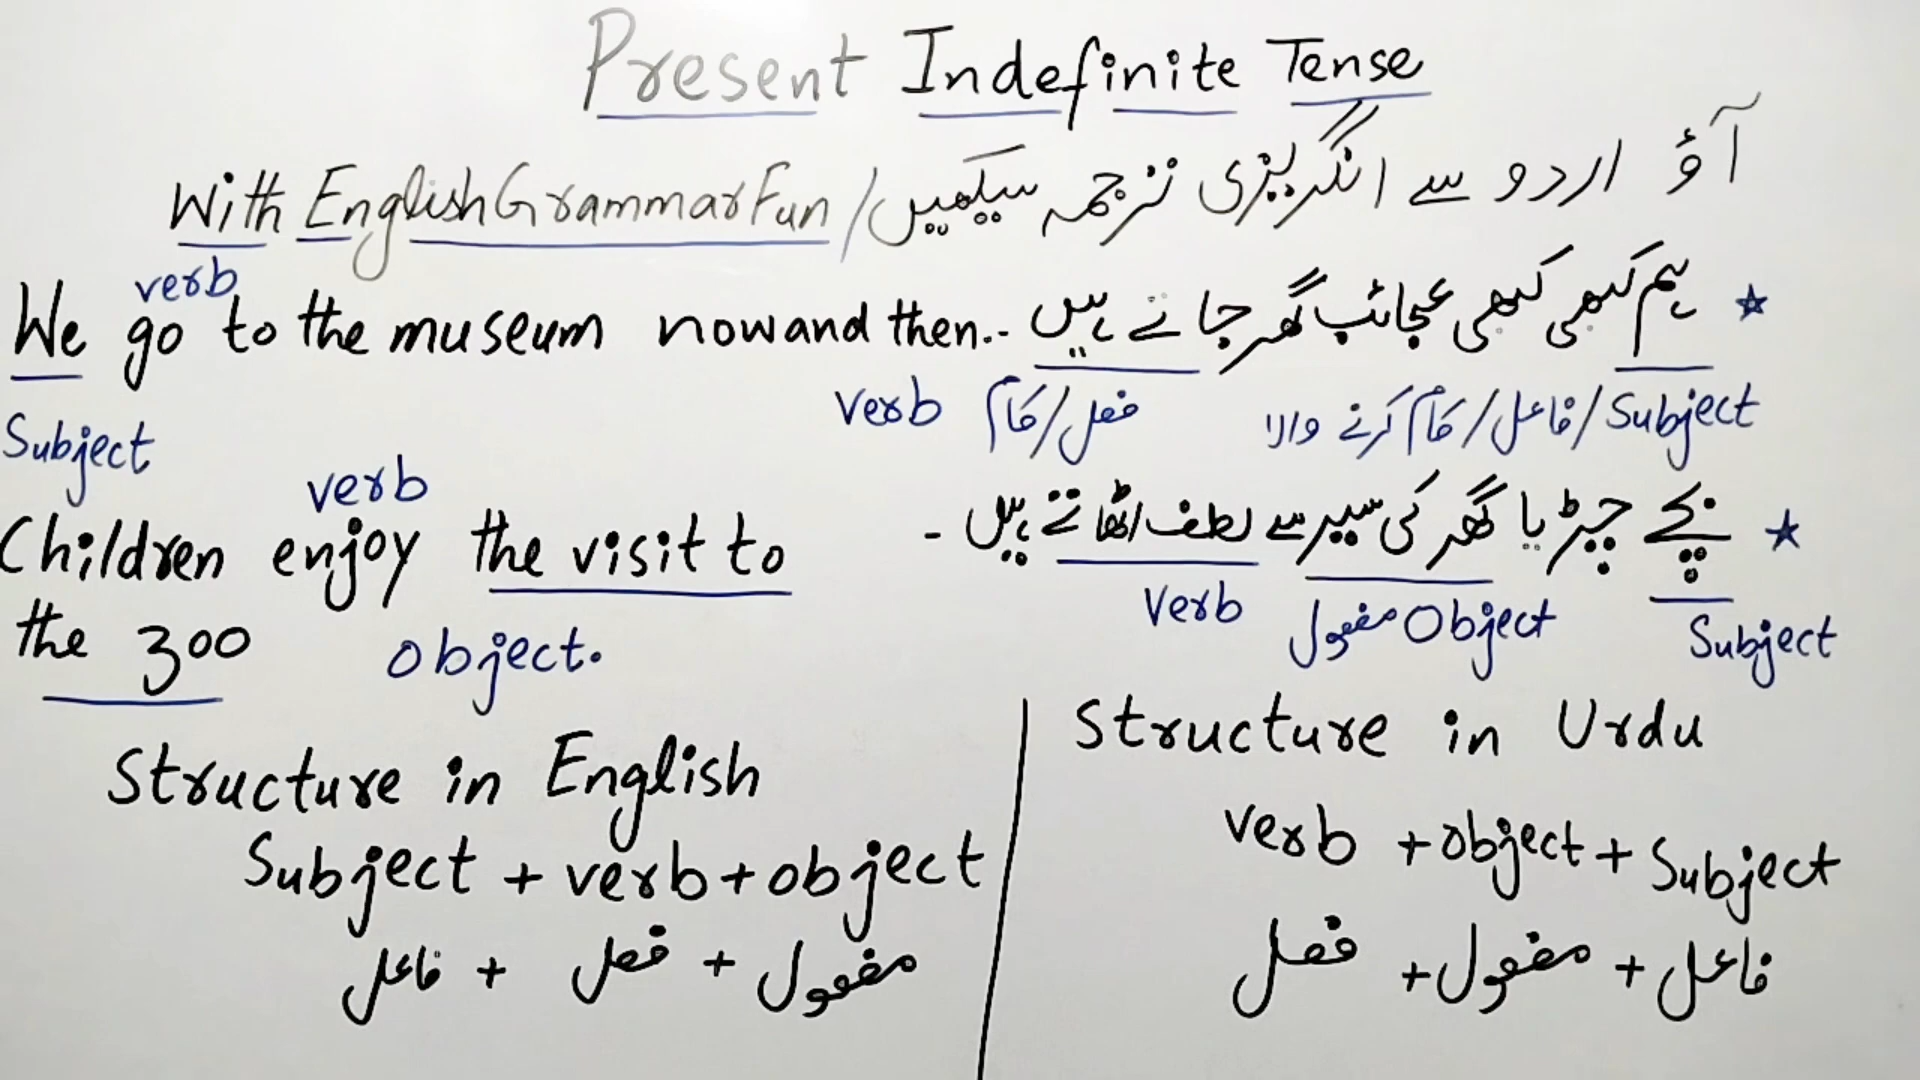 Present Indefinite Tense
With EnglishGrammarFun / آؤ اردو سے انگریزی ترجمہ سیکھیں
verb
We go to the museum now and then. - ہم کبھی کبھی عجائب گھر جاتے ہیں ★
Subject
Verb فعل/کام Subject/فاعل/کام کرنے والا
verb
Children enjoy the visit to
the zoo
object.
★ بچے چڑیا گھر کی سیر سے لطف اٹھاتے ہیں -
Verb مفعول Object Subject
Structure in English
Subject + verb + object
فاعل + فعل + مفعول
Structure in Urdu
verb + object + Subject
فاعل + مفعول + فعل